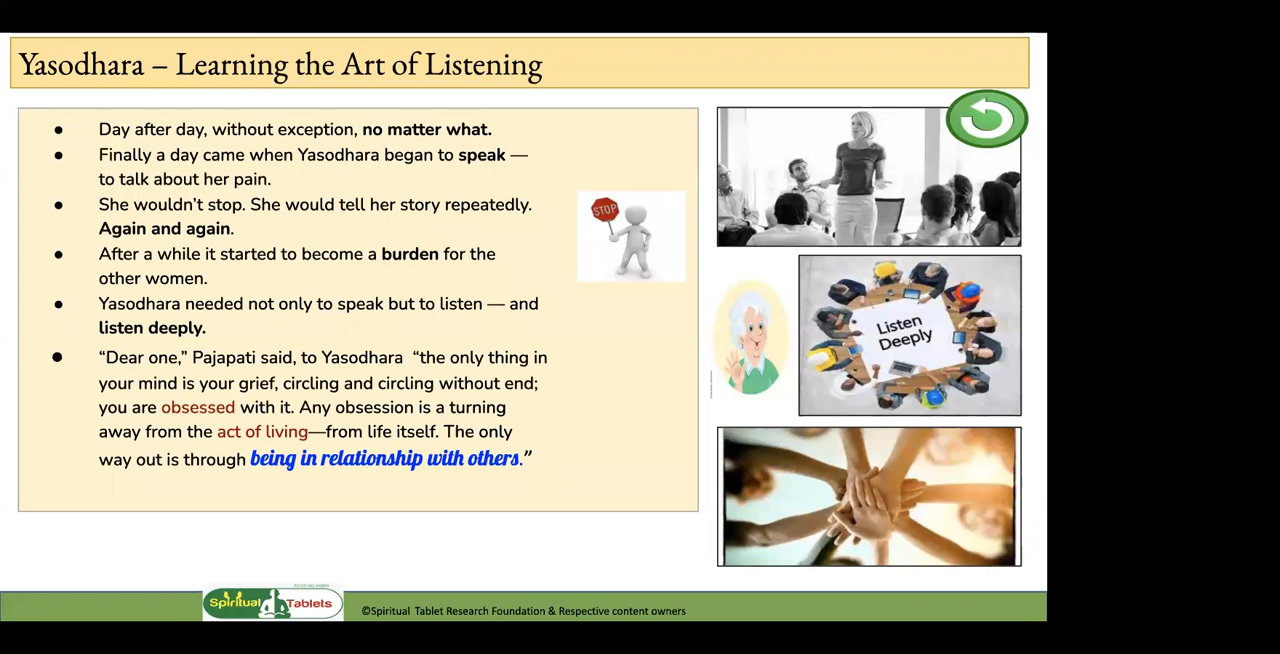 Yasodhara – Learning the Art of Listening
● Day after day, without exception, no matter what.
● Finally a day came when Yasodhara began to speak —
to talk about her pain.
● She wouldn’t stop. She would tell her story repeatedly.
Again and again.
● After a while it started to become a burden for the
other women.
● Yasodhara needed not only to speak but to listen — and
listen deeply.
● “Dear one,” Pajapati said, to Yasodhara “the only thing in
your mind is your grief, circling and circling without end;
you are obsessed with it. Any obsession is a turning
away from the act of living—from life itself. The only
way out is through being in relationship with others.”
STOP
Listen
Deeply
Spiritual Tablets
©Spiritual Tablet Research Foundation & Respective content owners